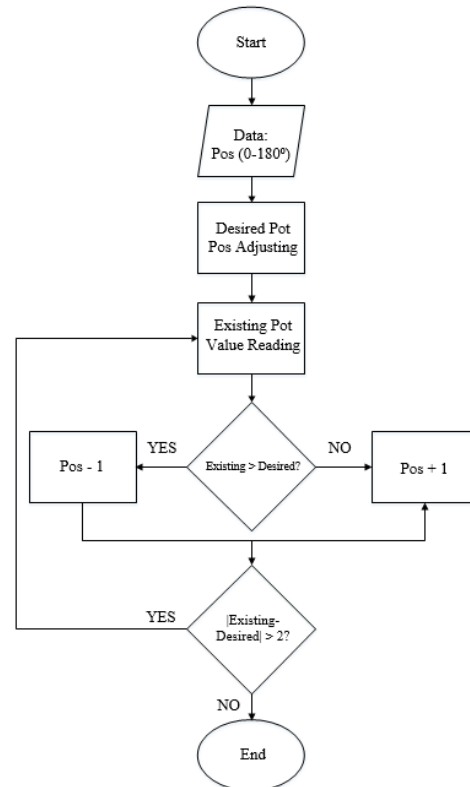 Start
Data:
Pos (0-180⁰)
Desired Pot
Pos Adjusting
Existing Pot
Value Reading
YES
NO
Pos - 1
Existing > Desired?
Pos + 1
YES
|Existing-
Desired| > 2?
NO
End